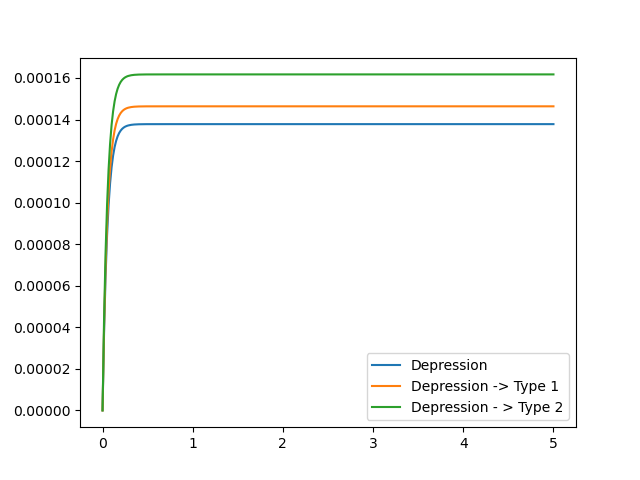 0.00016
0.00014
0.00012
0.00010
0.00008
0.00006
0.00004
0.00002
0.00000
Depression
Depression -> Type 1
Depression - > Type 2
0 1 2 3 4 5